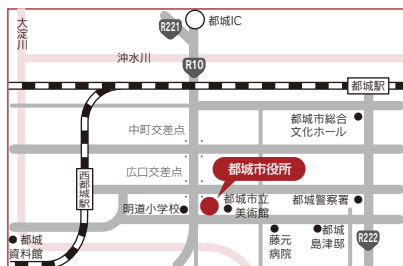 大淀川
R221
都城IC
沖水川
R10
都城駅
中町交差点
都城市総合
文化ホール
広口交差点
都城市役所
西都城駅
明道小学校
都城市立
美術館
都城警察署
都城
資料館
藤元
病院
都城
島津邸
R222